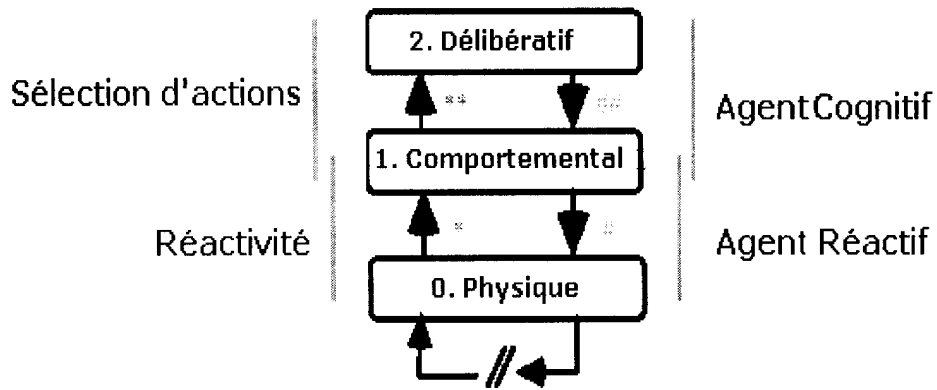 2. Délibératif
Sélection d'actions
**
##
AgentCognitif
1. Comportemental
Réactivité
*
#
Agent Réactif
0. Physique
//